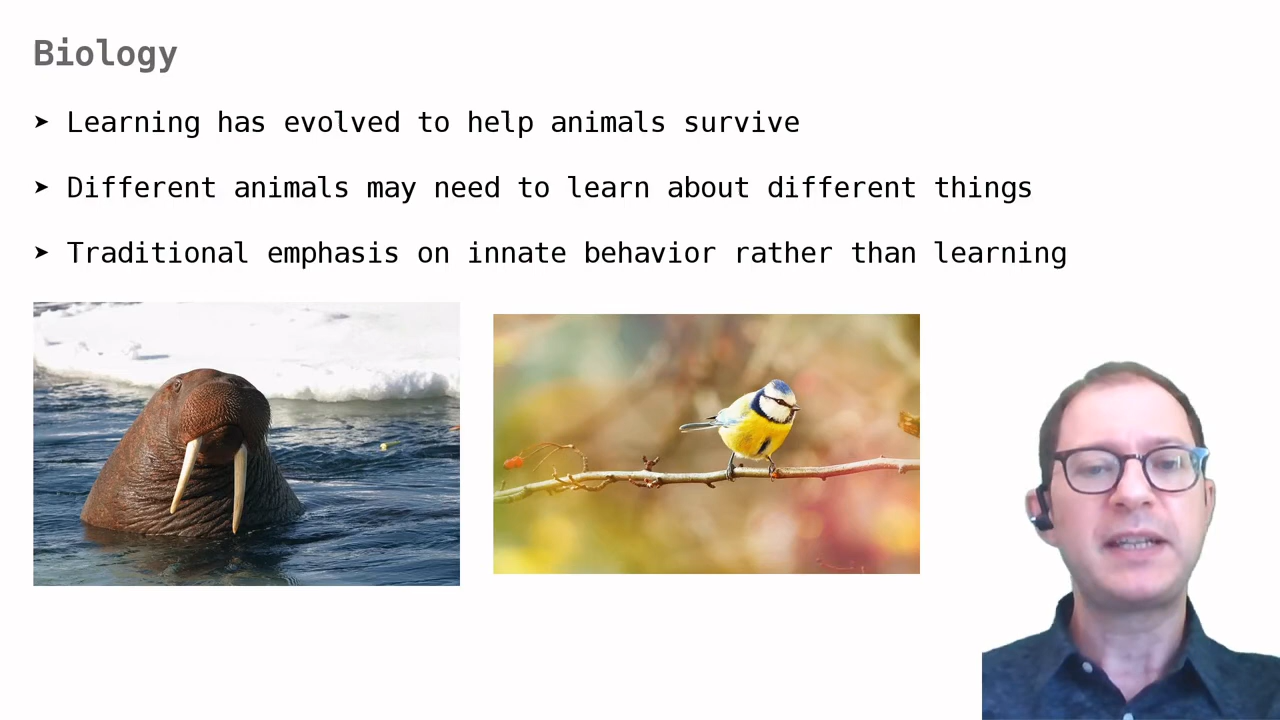 Biology
➤ Learning has evolved to help animals survive
➤ Different animals may need to learn about different things
➤ Traditional emphasis on innate behavior rather than learning